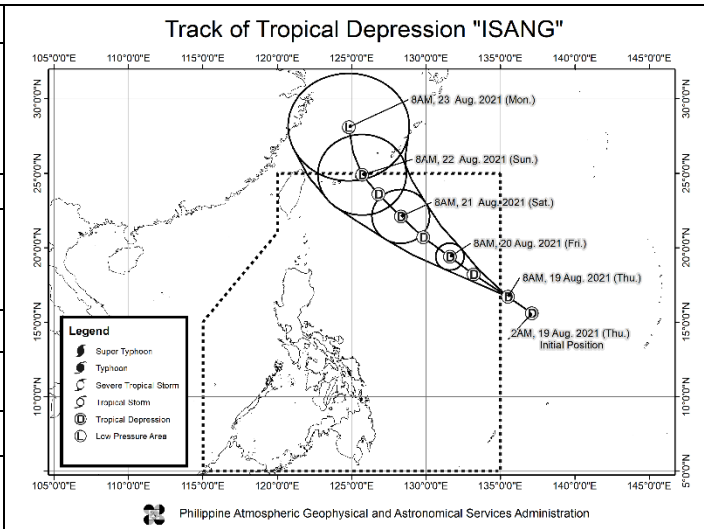 Track of Tropical Depression "ISANG"
105°0'0"E 110°0'0"E 115°0'0"E 120°0'0"E 125°0'0"E 130°0'0"E 135°0'0"E 140°0'0"E 145°0'0"E
30°0'0"N 30°0'0"N
8AM, 23 Aug. 2021 (Mon.)
8AM, 22 Aug. 2021 (Sun.)
25°0'0"N 25°0'0"N
8AM, 21 Aug. 2021 (Sat.)
20°0'0"N 20°0'0"N
8AM, 20 Aug. 2021 (Fri.)
8AM, 19 Aug. 2021 (Thu.)
15°0'0"N 15°0'0"N
2AM, 19 Aug. 2021 (Thu.)
Initial Position
Legend
Super Typhoon
Typhoon
Severe Tropical Storm
Tropical Storm
D Tropical Depression
L Low Pressure Area
10°0'0"N 10°0'0"N
5°0'0"N
105°0'0"E 110°0'0"E 115°0'0"E 120°0'0"E 125°0'0"E 130°0'0"E 135°0'0"E 140°0'0"E 145°0'0"E
Philippine Atmospheric Geophysical and Astronomical Services Administration